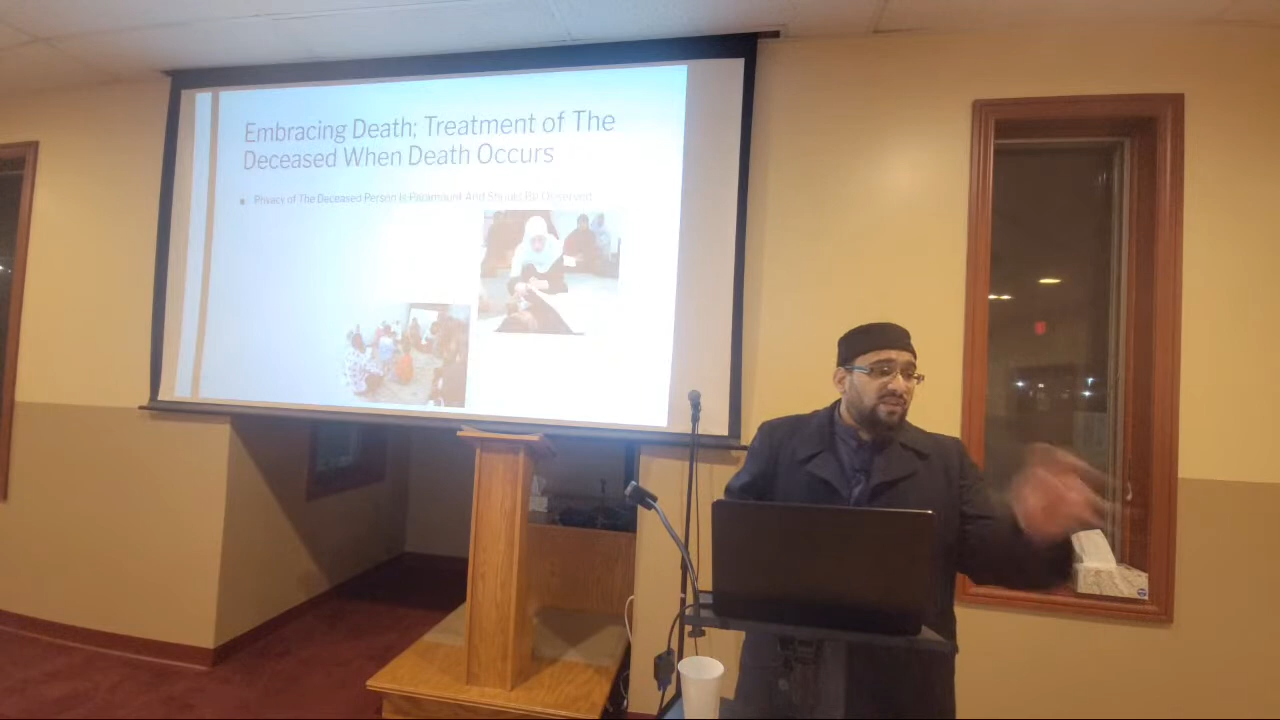 Embracing Death; Treatment of The
Deceased When Death Occurs
Privacy of The Deceased Person Is Paramount And Should Be Observed